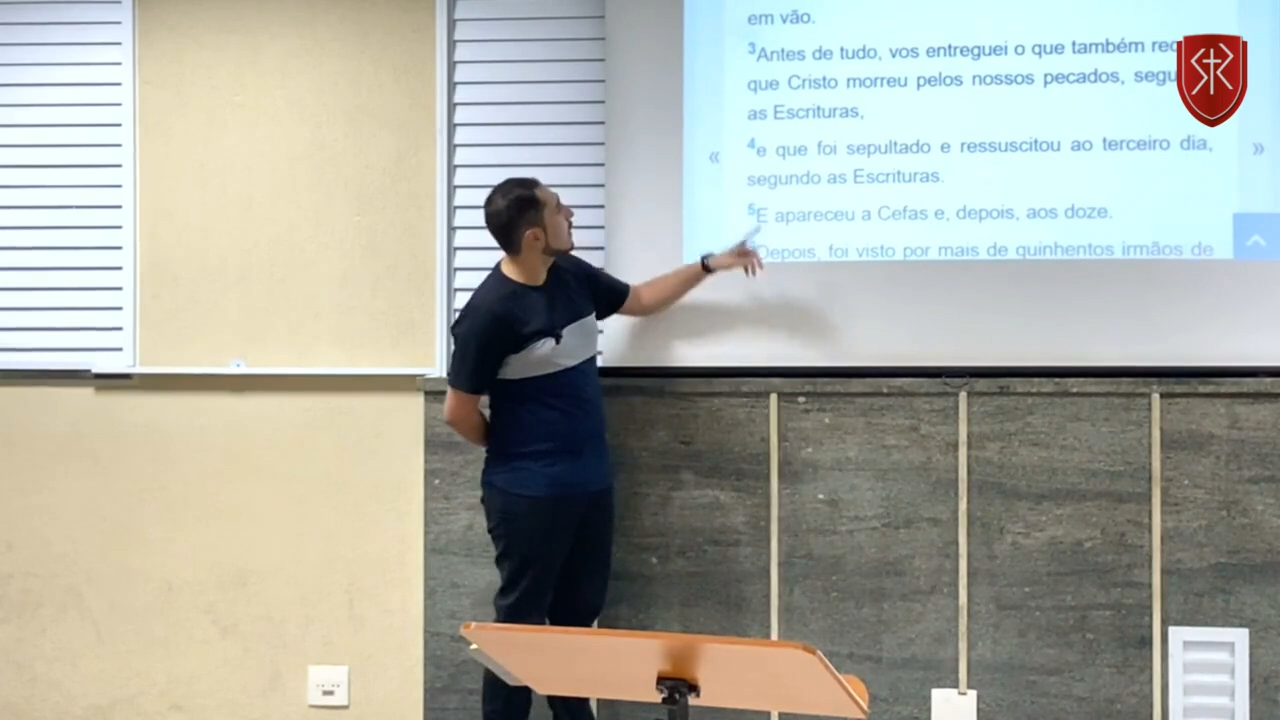 em vão.
3Antes de tudo, vos entreguei o que também
que Cristo morreu pelos nossos pecados,
as Escrituras,
« 4e que foi sepultado e ressuscitou ao terceiro dia, »
segundo as Escrituras.
5E apareceu a Cefas e, depois, aos doze.
Depois, foi visto por mais de quinhentos irmãos de